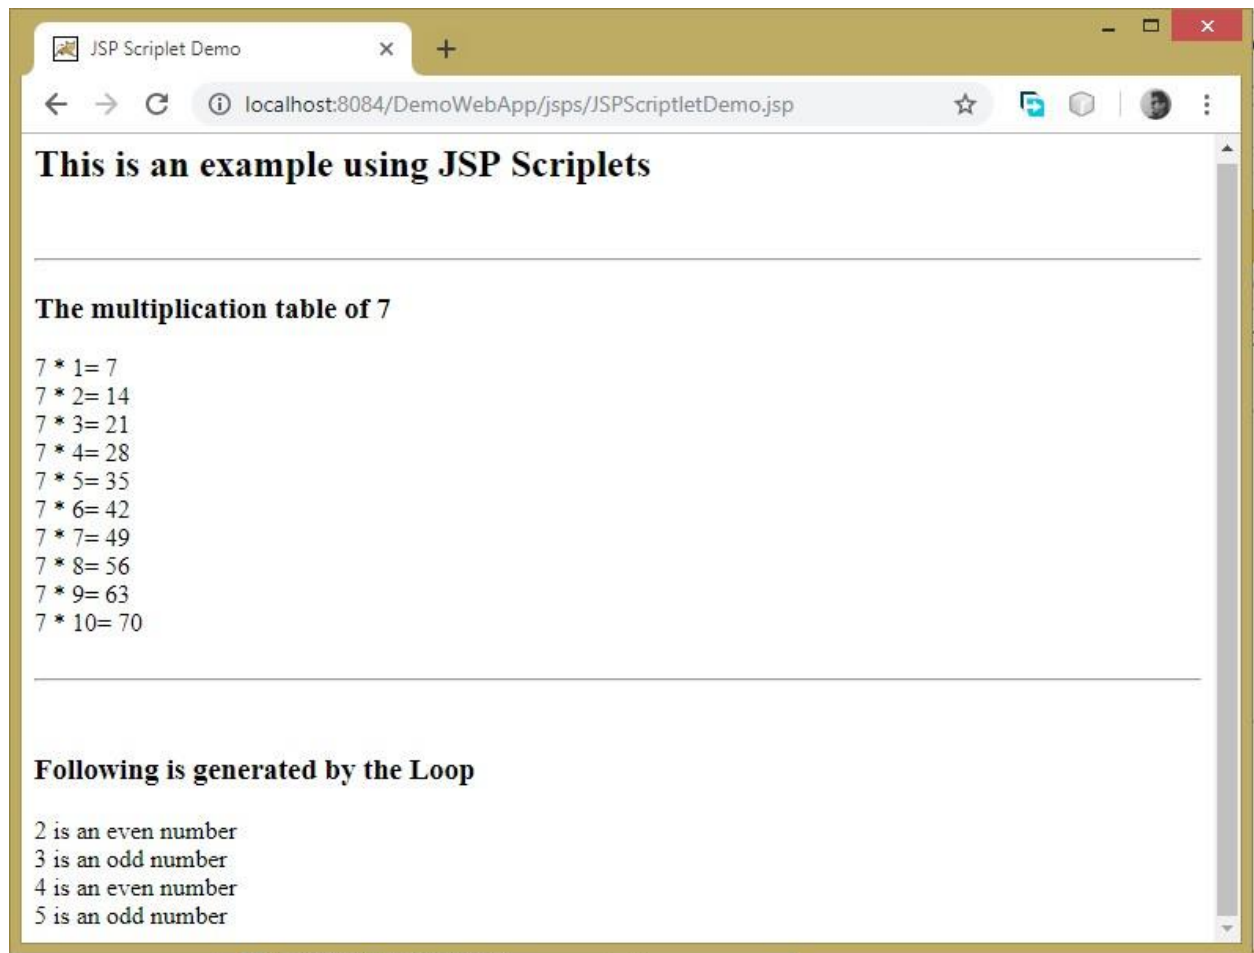 JSP Scriplet Demo
localhost:8084/DemoWebApp/jsps/JSPScriptletDemo.jsp
This is an example using JSP Scriplets
The multiplication table of 7
7 * 1= 7
7 * 2= 14
7 * 3= 21
7 * 4= 28
7 * 5= 35
7 * 6= 42
7 * 7= 49
7 * 8= 56
7 * 9= 63
7 * 10= 70
Following is generated by the Loop
2 is an even number
3 is an odd number
4 is an even number
5 is an odd number